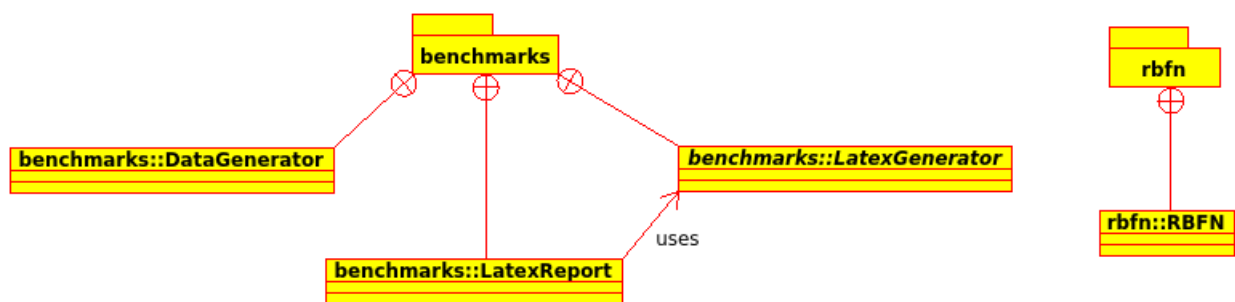 benchmarks
rbfn
benchmarks::DataGenerator
benchmarks::LatexGenerator
rbfn::RBFN
uses
benchmarks::LatexReport